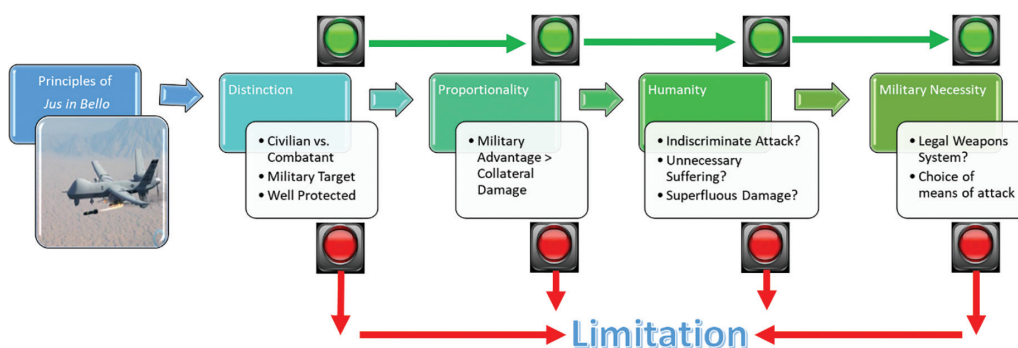 Principles of
Jus in Bello
Distinction
• Civilian vs.
Combatant
• Military Target
• Well Protected
Proportionality
• Military
Advantage >
Collateral
Damage
Humanity
• Indiscriminate Attack?
• Unnecessary
Suffering?
• Superfluous Damage?
Military Necessity
• Legal Weapons
System?
• Choice of
means of attack
Limitation